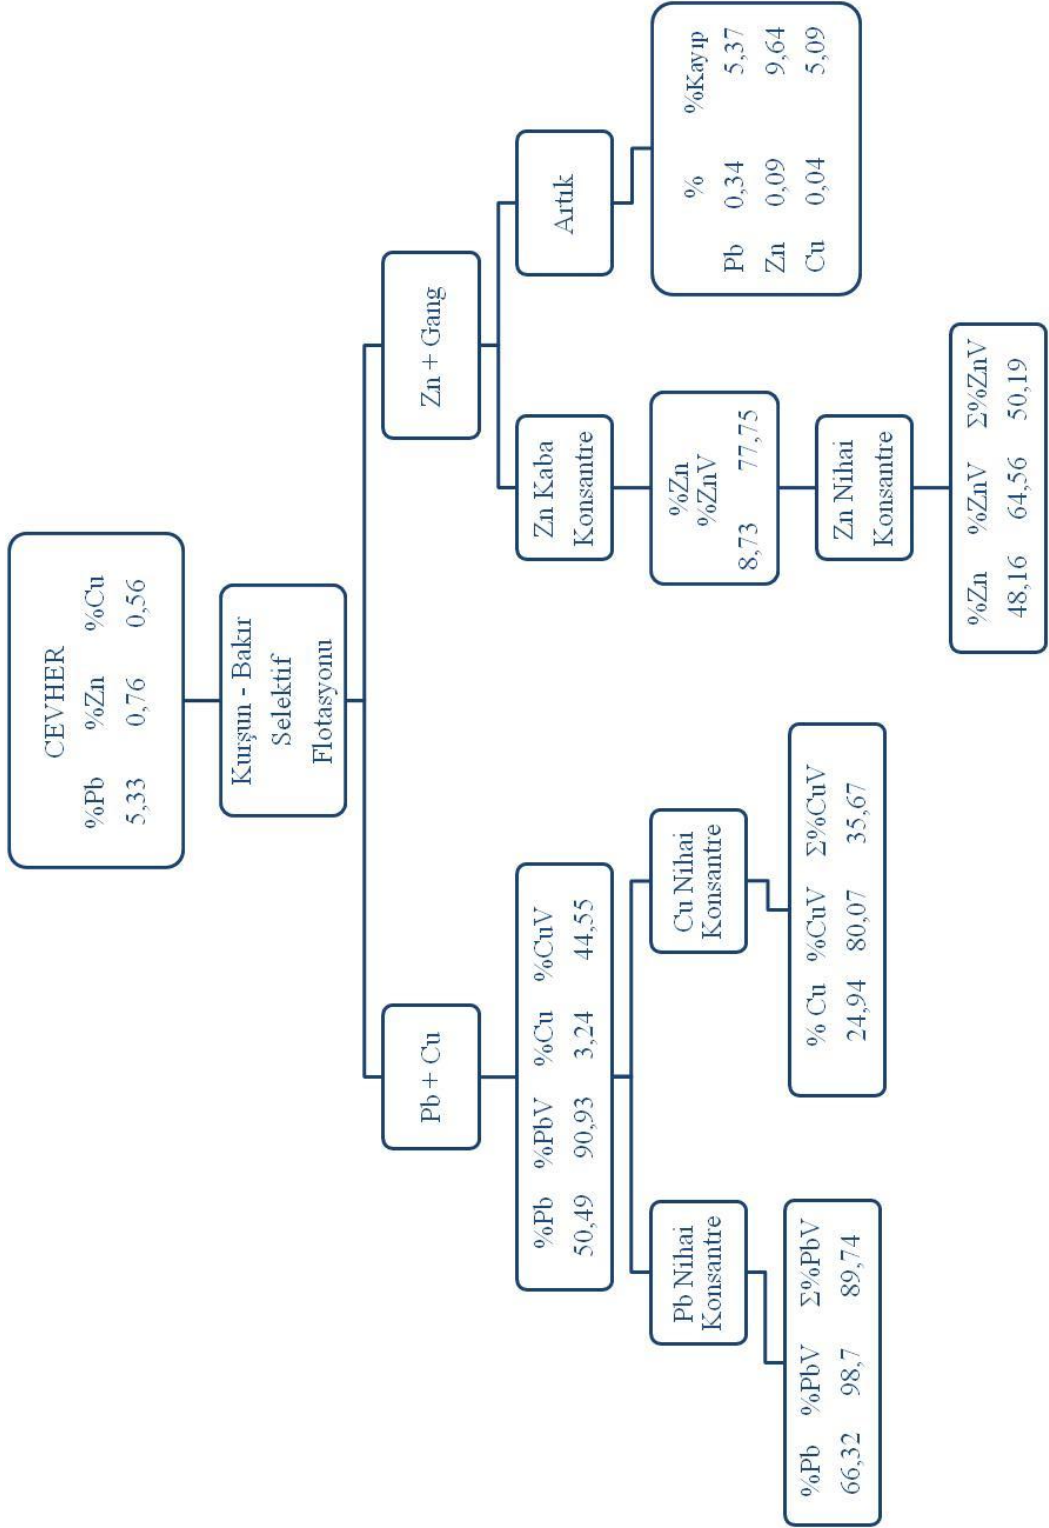 CEVHER
%Pb %Zn %Cu
5,33 0,76 0,56
Kurşun - Bakır
Selektif
Flotasyonu
Pb + Cu
%Pb %PbV %Cu %CuV
50,49 90,93 3,24 44,55
Pb Nihai
Konsantre
%Pb %PbV Σ%PbV
66,32 98,7 89,74
Cu Nihai
Konsantre
% Cu %CuV Σ%CuV
24,94 80,07 35,67
Zn + Gang
Zn Kaba
Konsantre
%Zn
%ZnV
8,73 77,75
Zn Nihai
Konsantre
%Zn %ZnV Σ%ZnV
48,16 64,56 50,19
Artık
% %Kayıp
Pb 0,34 5,37
Zn 0,09 9,64
Cu 0,04 5,09